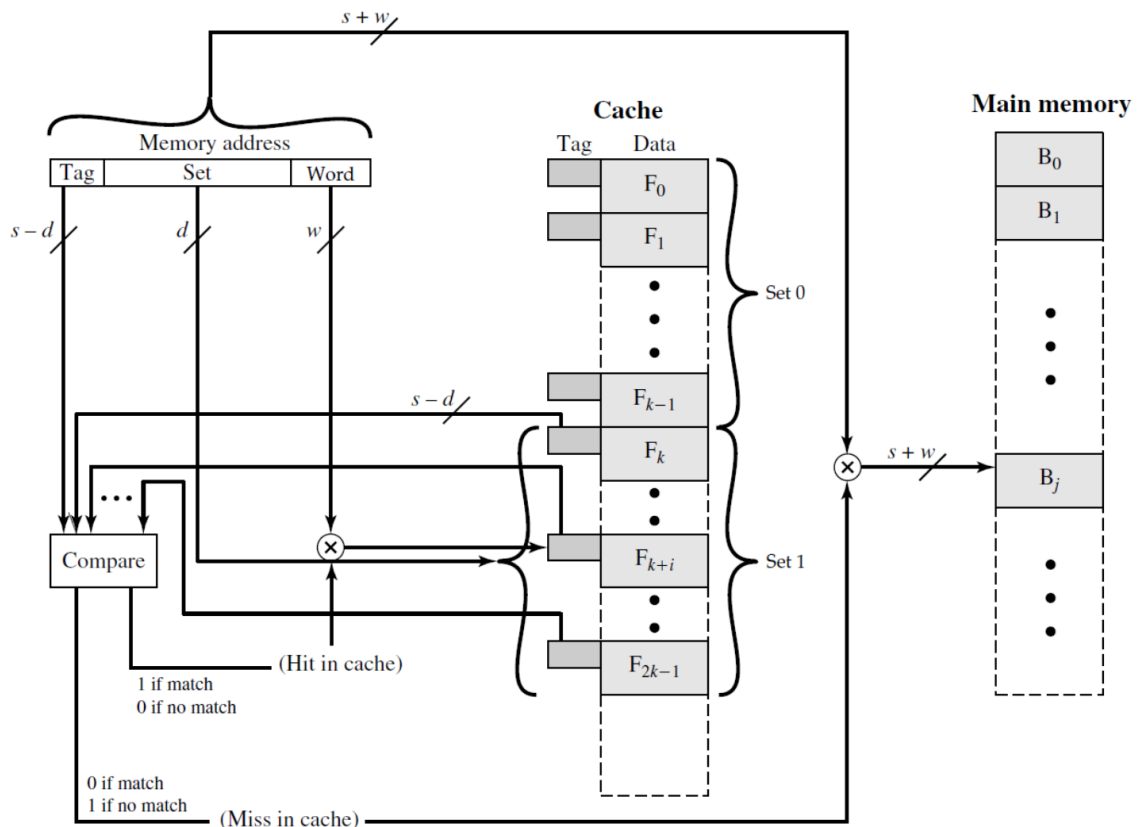 s + w
Cache
Main memory
Memory address
Tag Data
Tag Set Word
B0
F0
B1
s – d d w
F1
Set 0
s – d
Fk–1
Fk
s + w
Bj
Compare
Fk+i
Set 1
(Hit in cache)
F2k–1
1 if match
0 if no match
0 if match
1 if no match
(Miss in cache)